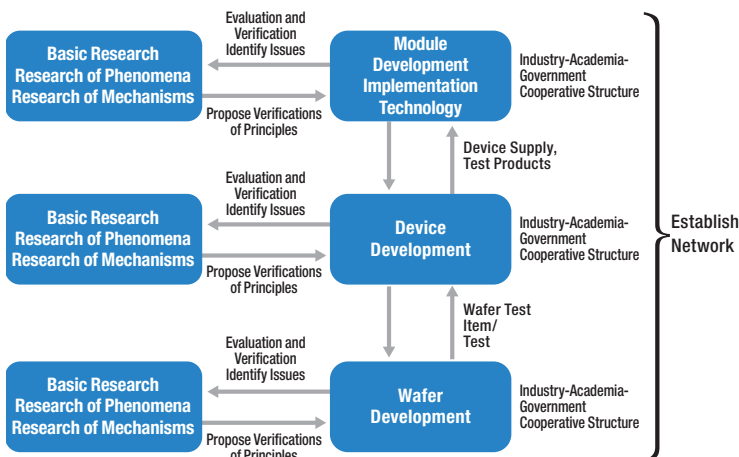 Evaluation and
Verification
Identify Issues
Basic Research
Research of Phenomena
Research of Mechanisms
Module
Development
Implementation
Technology
Industry-Academia-
Government
Cooperative Structure
Propose Verifications
of Principles
Device Supply,
Test Products
Evaluation and
Verification
Identify Issues
Basic Research
Research of Phenomena
Research of Mechanisms
Device
Development
Industry-Academia-
Government
Cooperative Structure
Establish
Network
Propose Verifications
of Principles
Wafer Test
Item/
Test
Evaluation and
Verification
Identify Issues
Basic Research
Research of Phenomena
Research of Mechanisms
Wafer
Development
Industry-Academia-
Government
Cooperative Structure
Propose Verifications
of Principles